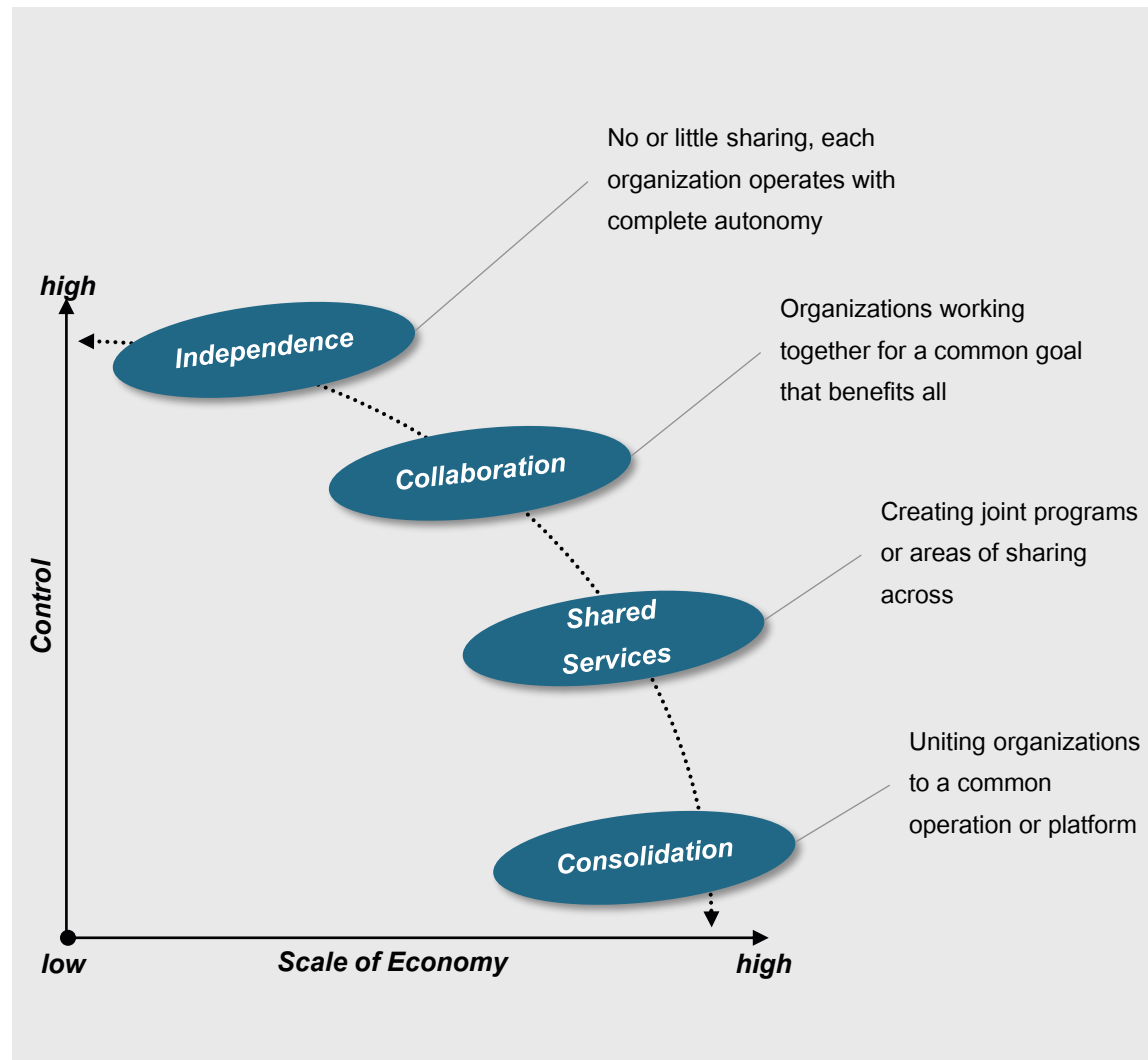 No or little sharing, each
organization operates with
complete autonomy
high
Independence
Organizations working
together for a common goal
that benefits all
Collaboration
Creating joint programs
or areas of sharing
across
Control
Shared
Services
Uniting organizations
to a common
operation or platform
Consolidation
low
Scale of Economy
high